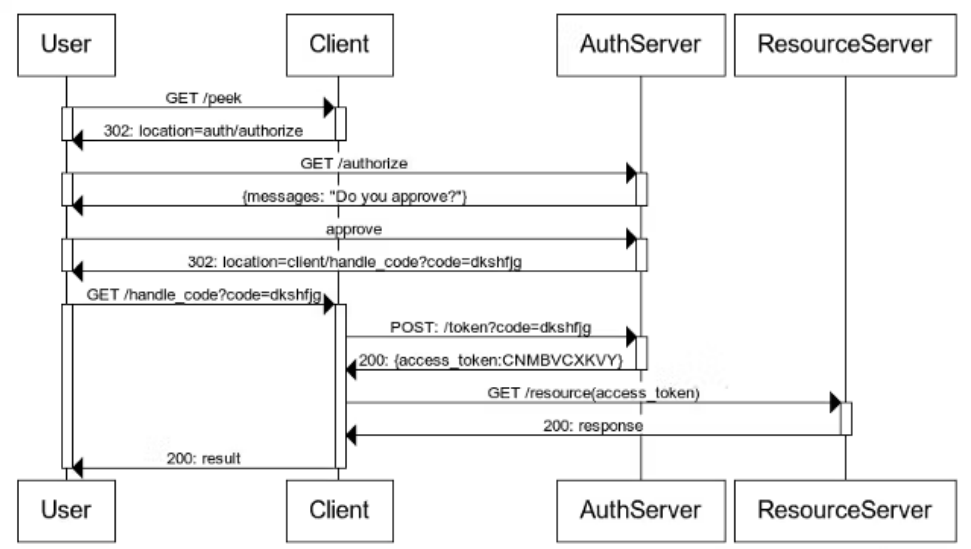 User Client AuthServer ResourceServer
GET /peek
302: location=auth/authorize
GET /authorize
{messages: "Do you approve?"}
approve
302: location=client/handle_code?code=dkshfjg
GET /handle_code?code=dkshfjg
POST: /token?code=dkshfjg
200: {access_token:CNMBVCXKVY}
GET /resource(access_token)
200: response
200: result
User Client AuthServer ResourceServer